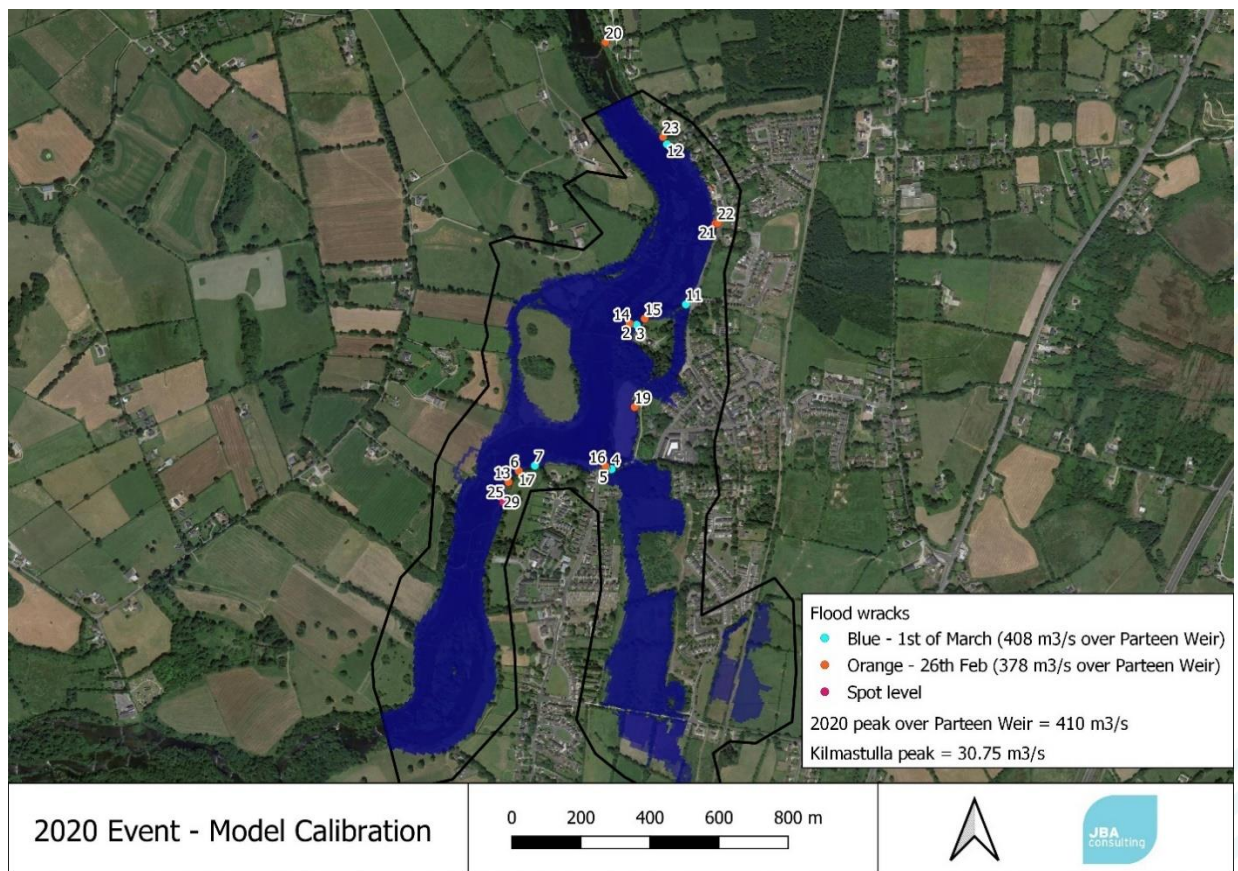 20
23
12
22
21
11
14
15
2
3
19
6
7
16
4
13
17
5
25
29
Flood wracks
Blue - 1st of March (408 m3/s over Parteen Weir)
Orange - 26th Feb (378 m3/s over Parteen Weir)
Spot level
2020 peak over Parteen Weir = 410 m3/s
Kilmastulla peak = 30.75 m3/s
2020 Event - Model Calibration
0 200 400 600 800 m
JBA
consulting